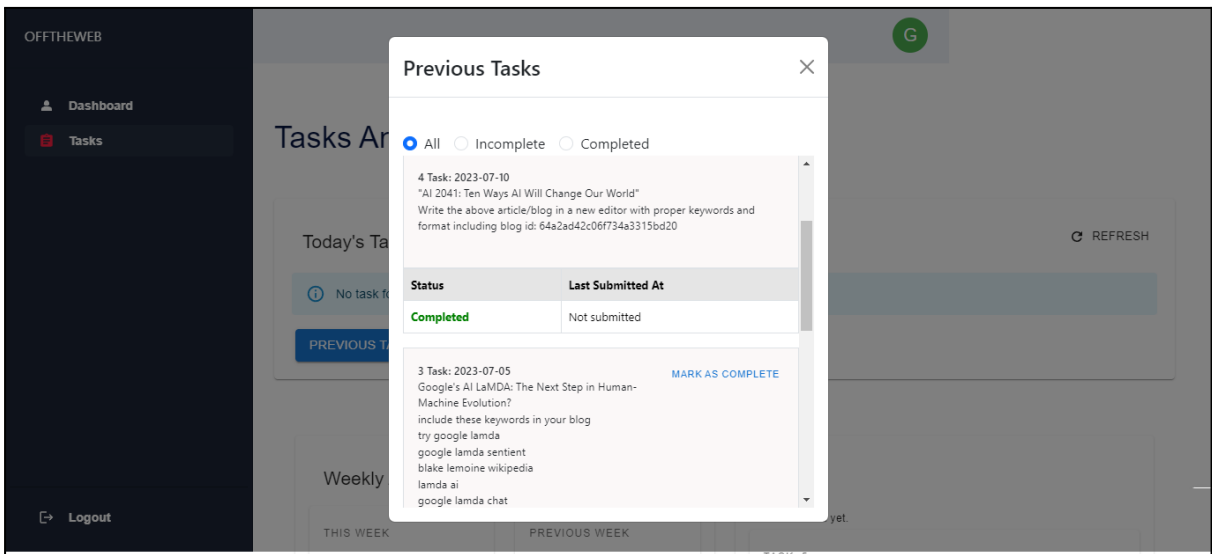 OFFTHEWEB
G
Dashboard
Tasks
Tasks An
Previous Tasks
All Incomplete Completed
4 Task: 2023-07-10
"AI 2041: Ten Ways AI Will Change Our World"
Write the above article/blog in a new editor with proper keywords and
format including blog id: 64a2ad42c06f734a3315bd20
Status Last Submitted At
Completed Not submitted
3 Task: 2023-07-05 MARK AS COMPLETE
Google's AI LaMDA: The Next Step in Human-
Machine Evolution?
include these keywords in your blog
try google lamda
google lamda sentient
blake lemoine wikipedia
lamda ai
google lamda chat
Today's Ta
REFRESH
No task fo
PREVIOUS TA
Weekly
THIS WEEK
PREVIOUS WEEK
yet.
Logout